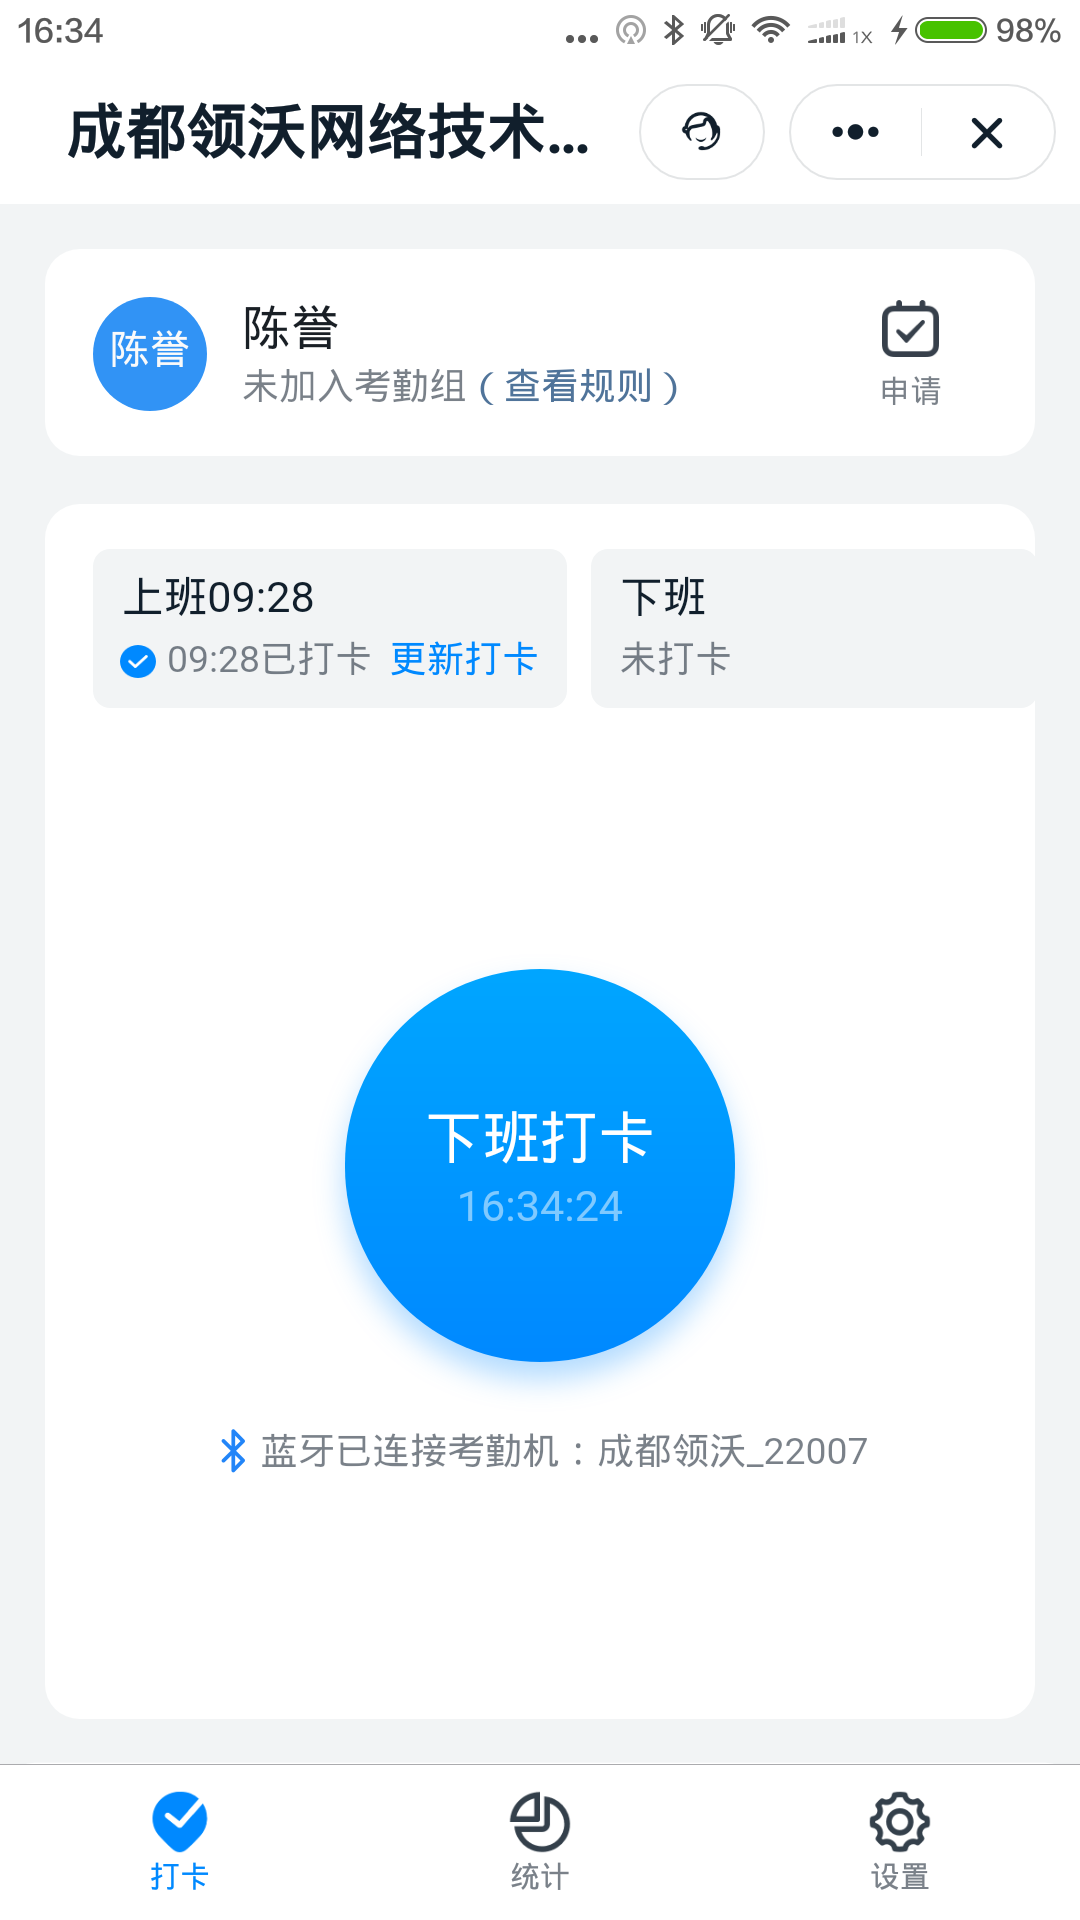 16:34
1X
98%
成都领沃网络技术...
陈誉
陈誉
未加入考勤组（查看规则）
申请
上班09:28
09:28已打卡 更新打卡
下班
未打卡
下班打卡
16:34:24
蓝牙已连接考勤机：成都领沃_22007
打卡
统计
设置